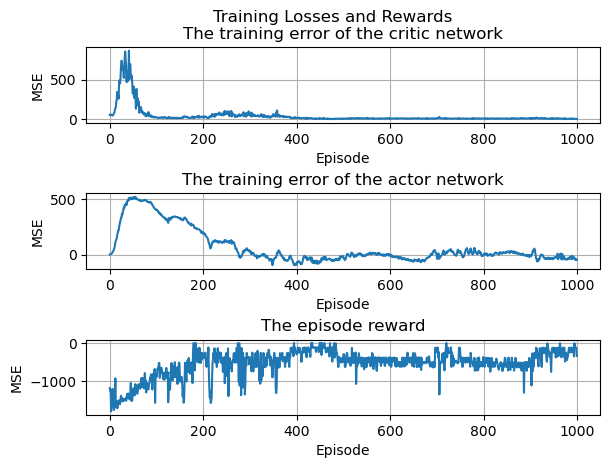 Training Losses and Rewards
The training error of the critic network
MSE
500
0
0 200 400 600 800 1000
Episode
The training error of the actor network
MSE
500
0
0 200 400 600 800 1000
Episode
The episode reward
MSE
0
−1000
0 200 400 600 800 1000
Episode